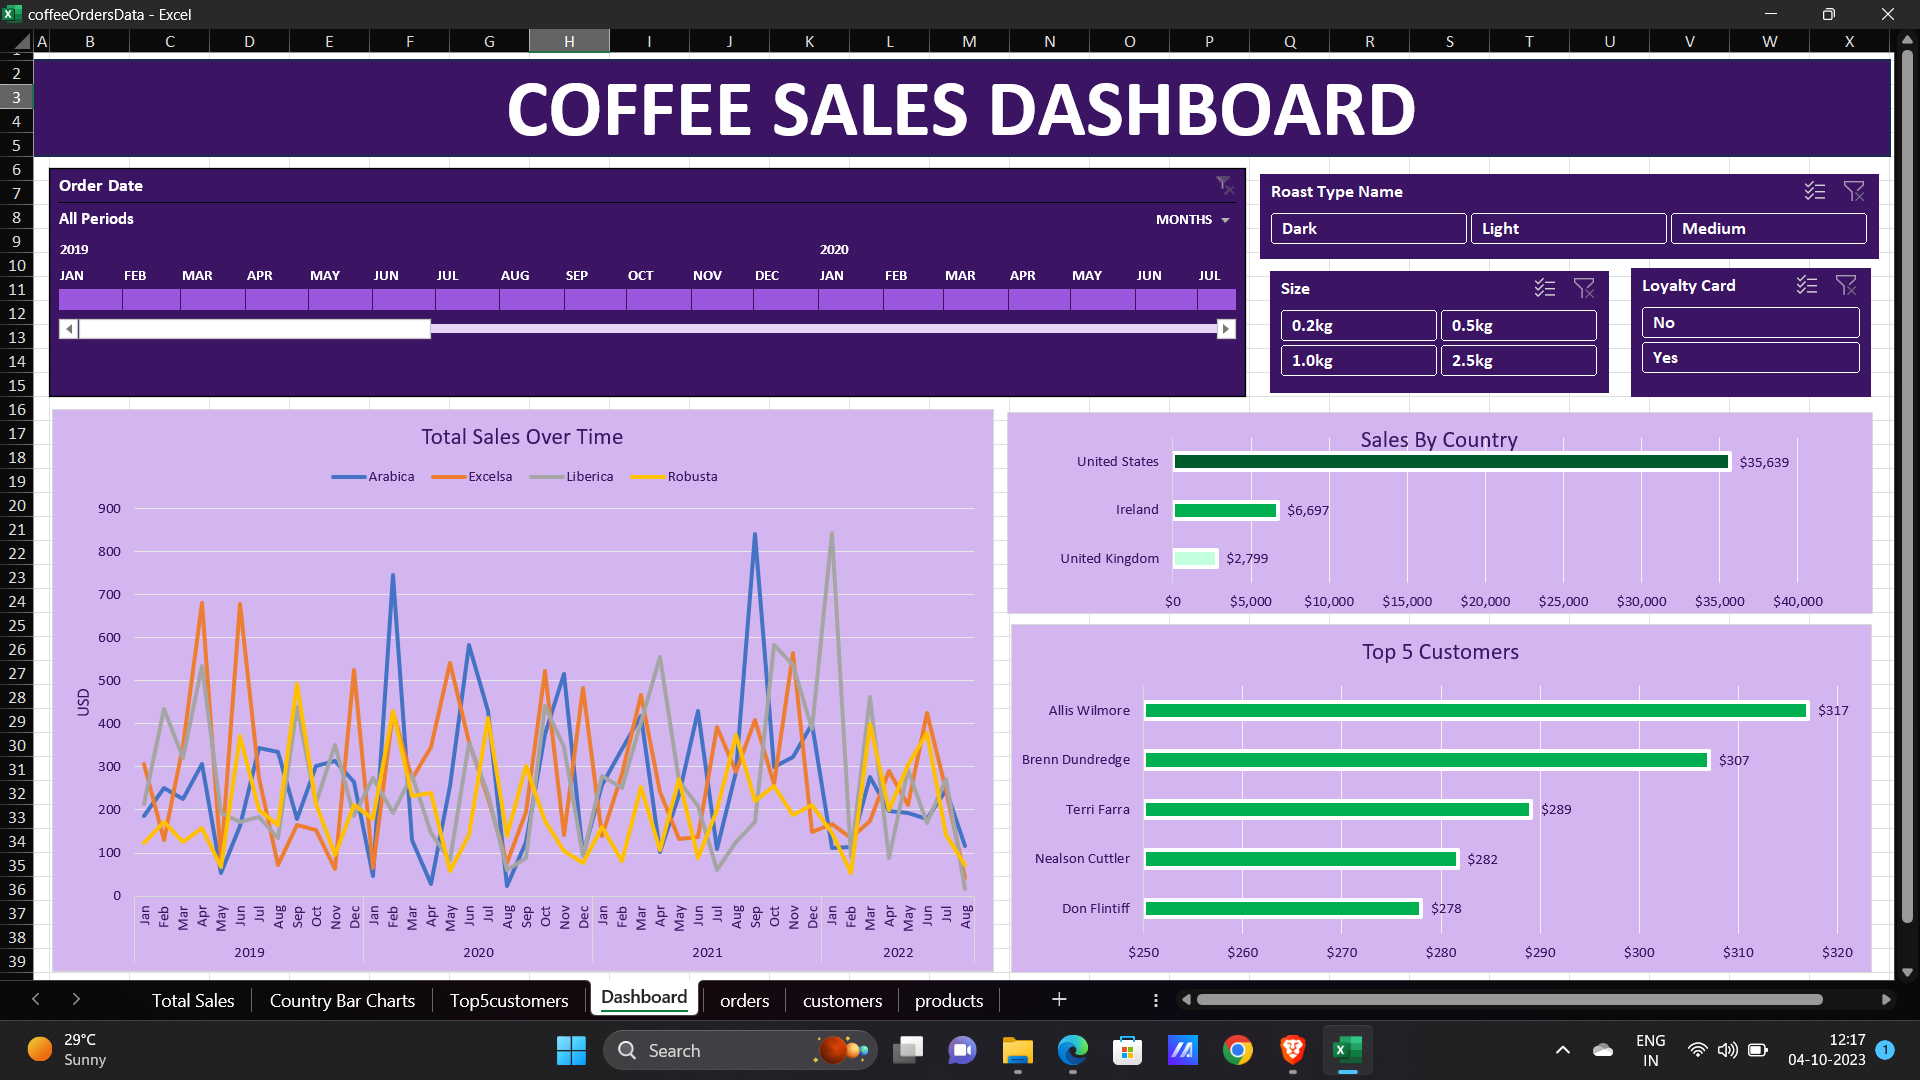 coffeeOrdersData - Excel
A B C D E F G H I J K L M N O P Q R S T U V W X
2
3
4
5
6
7
8
9
10
11
12
13
14
15
16
17
18
19
20
21
22
23
24
25
26
27
28
29
30
31
32
33
34
35
36
37
38
39
COFFEE SALES DASHBOARD
Order Date
All Periods
MONTHS
2019 2020
JAN FEB MAR APR MAY JUN JUL AUG SEP OCT NOV DEC JAN FEB MAR APR MAY JUN JUL
Roast Type Name
Dark Light Medium
Size
0.2kg 0.5kg
1.0kg 2.5kg
Loyalty Card
No
Yes
Total Sales Over Time
Arabica Excelsa Liberica Robusta
USD
900
800
700
600
500
400
300
200
100
0
Jan Feb Mar Apr May Jun Jul Aug Sep Oct Nov Dec Jan Feb Mar Apr May Jun Jul Aug Sep Oct Nov Dec Jan Feb Mar Apr May Jun Jul Aug Sep Oct Nov Dec Jan Feb Mar Apr May Jun Jul Aug
2019 2020 2021 2022
Sales By Country
United States $35,639
Ireland $6,697
United Kingdom $2,799
$0 $5,000 $10,000 $15,000 $20,000 $25,000 $30,000 $35,000 $40,000
Top 5 Customers
Allis Wilmore $317
Brenn Dundredge $307
Terri Farra $289
Nealson Cuttler $282
Don Flintiff $278
$250 $260 $270 $280 $290 $300 $310 $320
Total Sales Country Bar Charts Top5customers Dashboard orders customers products
29°C
Sunny
Search
ENG
IN
12:17
04-10-2023
1